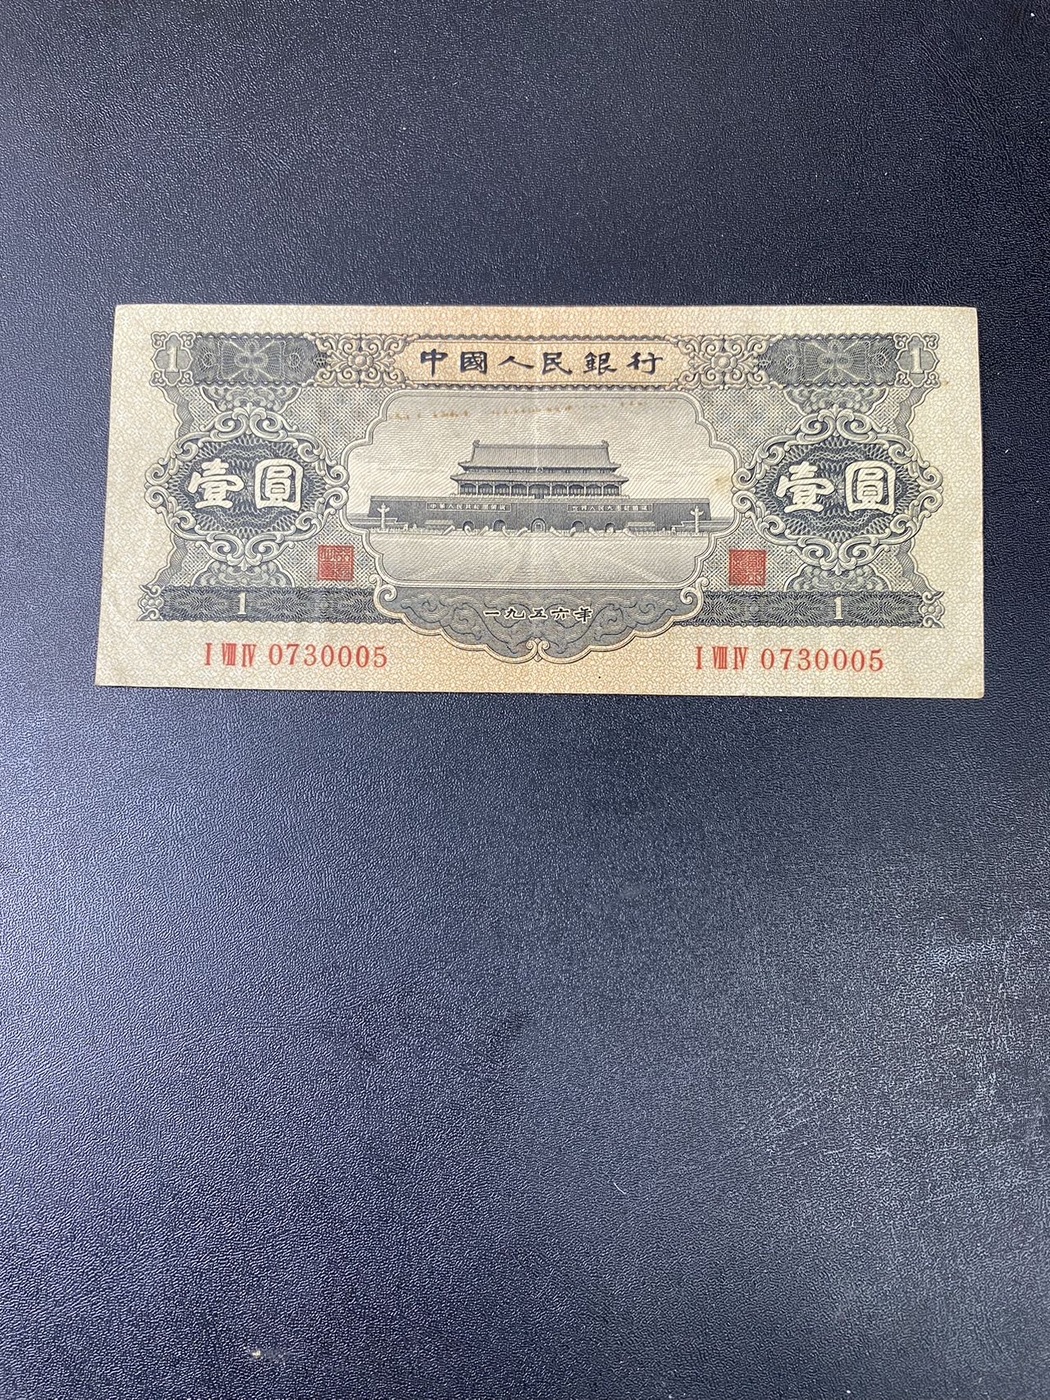 中國人民銀行
1 1
壹圓 壹圓
1 一九五六年 1
I VIII IV 0730005 I VIII IV 0730005